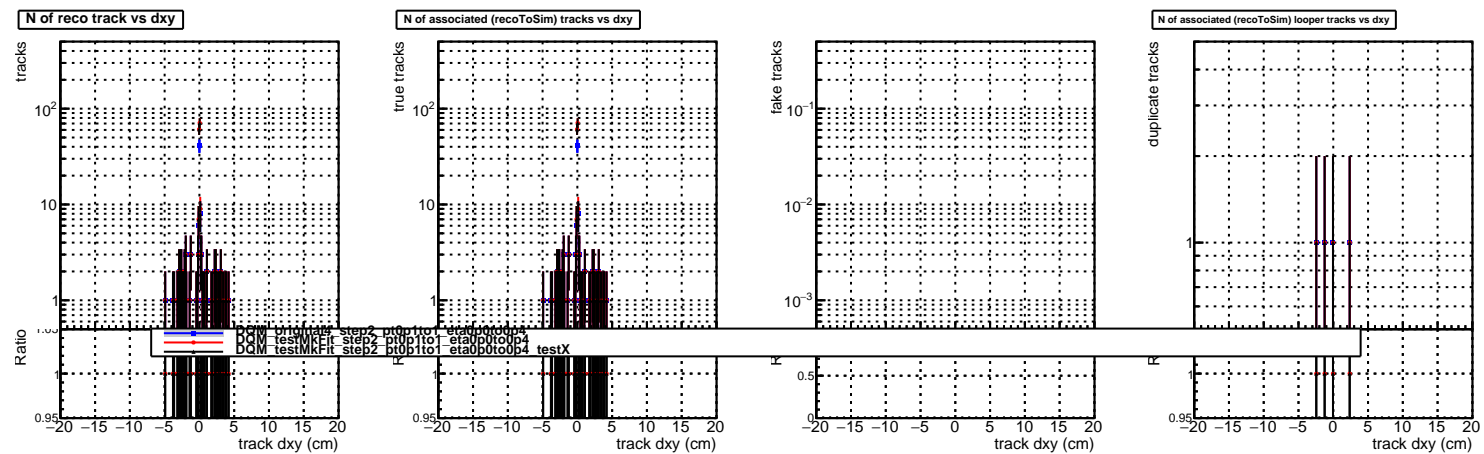 N of reco track vs dxy
tracks
10²
10
1
1.05
Ratio
1
0.95
−20 −15 −10 −5 0 5 10 15 20
track dxy (cm)
N of associated (recoToSim) tracks vs dxy
true tracks
10²
10
1
1
0.95
−20 −15 −10 −5 0 5 10 15 20
track dxy (cm)
fake tracks
10⁻¹
10⁻²
10⁻³
0.5
0
−20 −15 −10 −5 0 5 10 15 20
track dxy (cm)
N of associated (recoToSim) looper tracks vs dxy
duplicate tracks
1
1
0.95
−20 −15 −10 −5 0 5 10 15 20
track dxy (cm)
DQM_original4_step2_pt0p1to1_eta0p0to0p4
DQM_testMkFit_step2_pt0p1to1_eta0p0to0p4
DQM_testMkFit_step2_pt0p1to1_eta0p0to0p4_testX